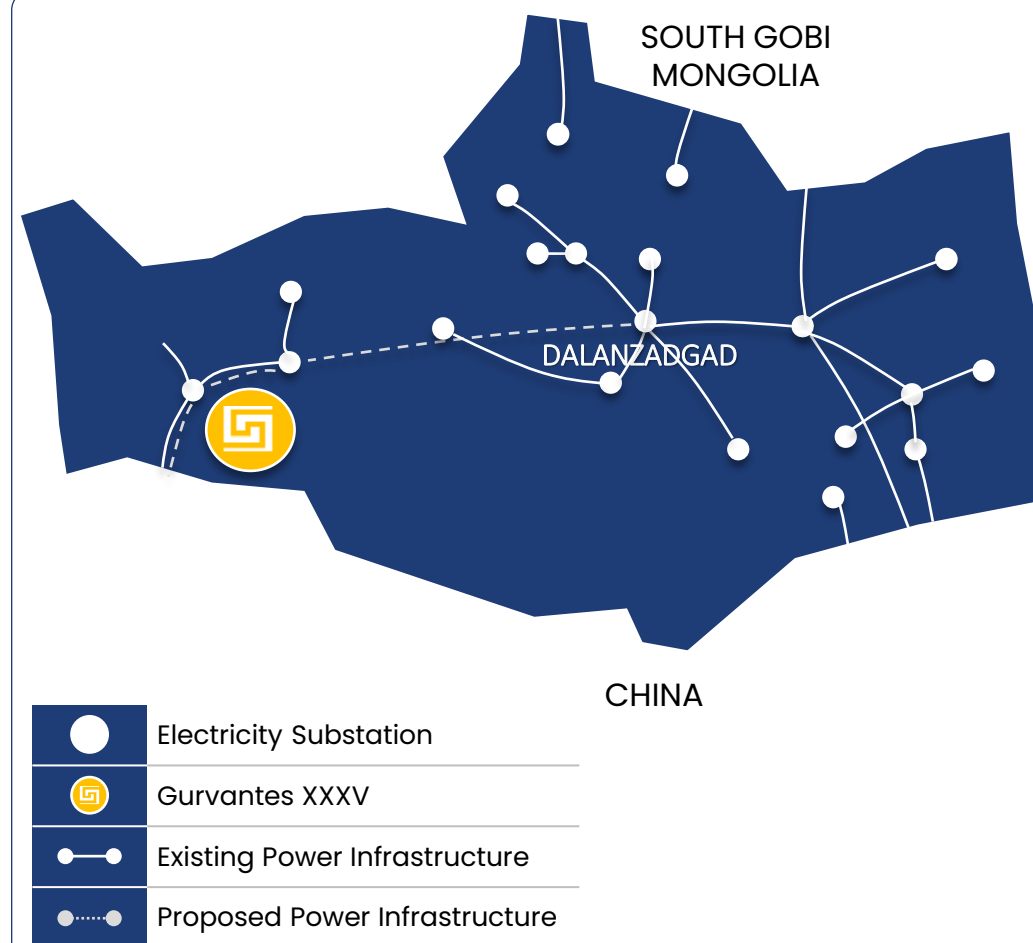 SOUTH GOBI
MONGOLIA
DALANZADGAD
CHINA
Electricity Substation
Gurvantes XXXV
Existing Power Infrastructure
Proposed Power Infrastructure